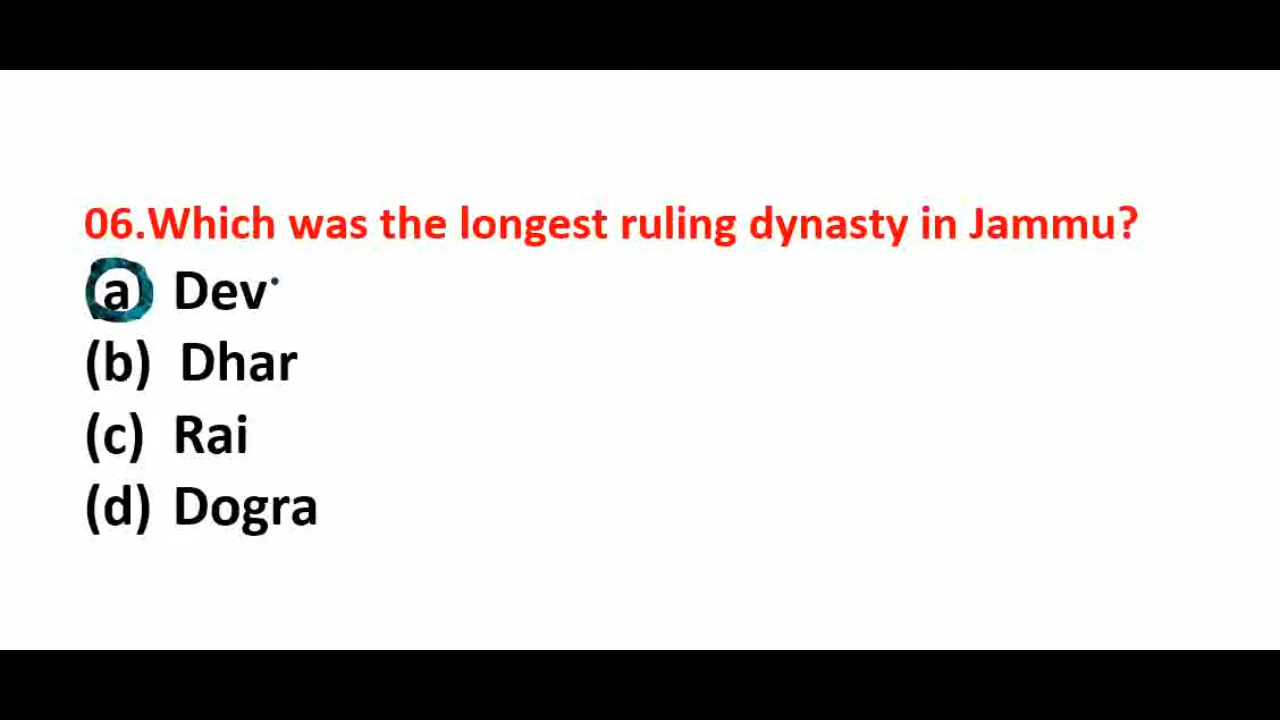 06.Which was the longest ruling dynasty in Jammu?
(a) Dev
(b) Dhar
(c) Rai
(d) Dogra